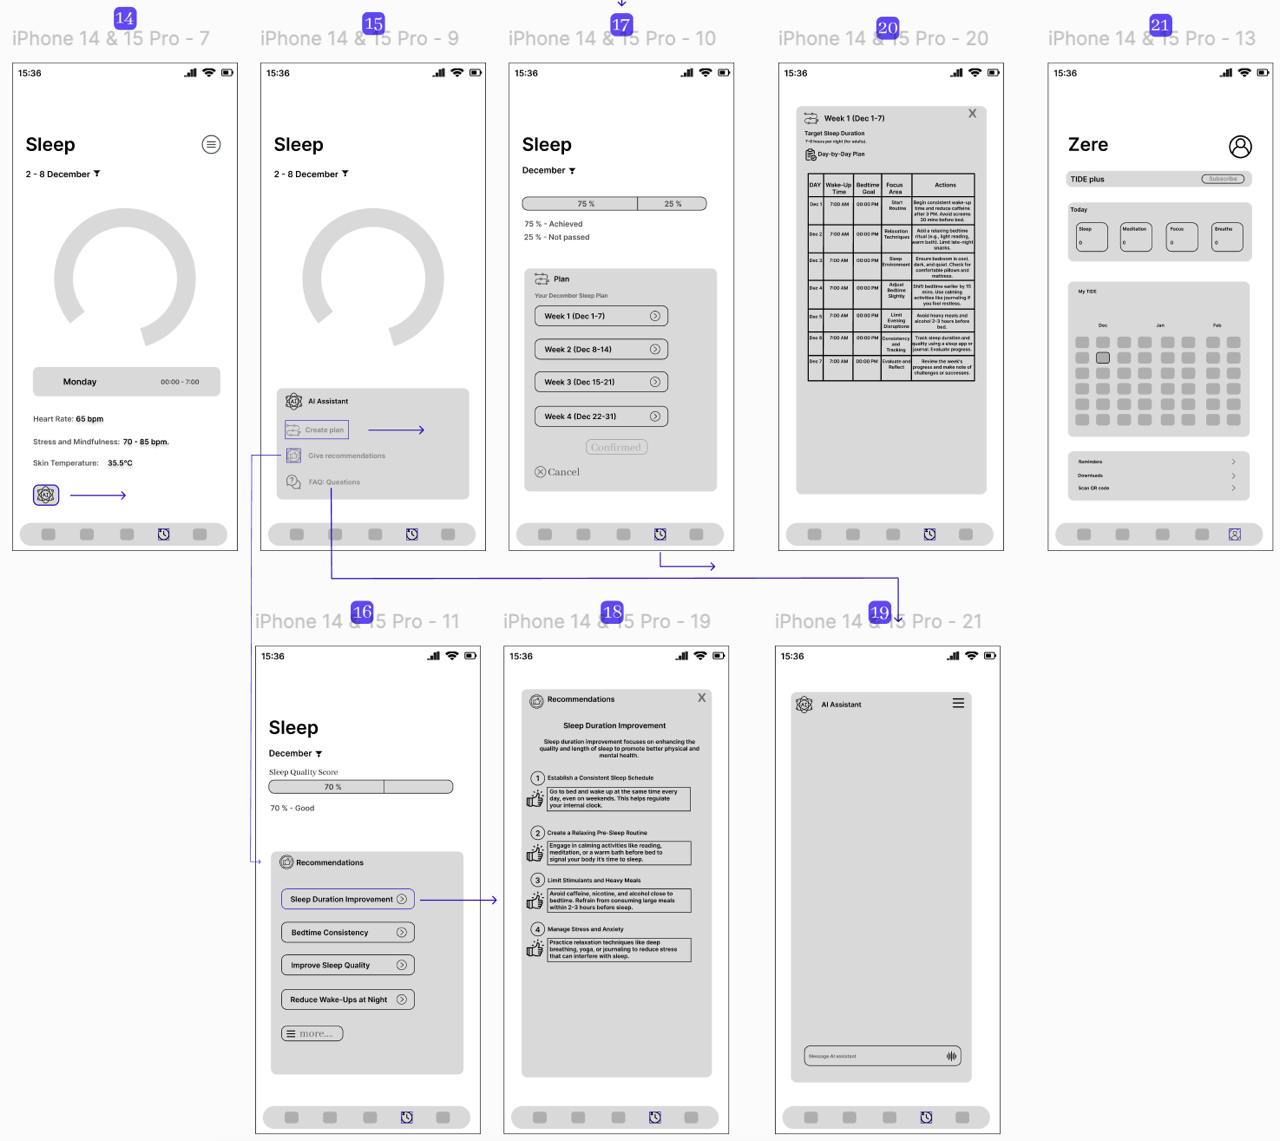 14
iPhone 14 & 15 Pro - 7
15:36
Sleep
2 - 8 December
Monday 00:00 - 7:00
Heart Rate: 65 bpm
Stress and Mindfulness: 70 - 85 bpm.
Skin Temperature: 35.5°C
AI
15
iPhone 14 & 15 Pro - 9
15:36
Sleep
2 - 8 December
AI
AI Assistant
Create plan
Give recommendations
FAQ: Questions
17
iPhone 14 & 15 Pro - 10
15:36
Sleep
December
75 % 25 %
75 % - Achieved
25 % - Not passed
Plan
Your December Sleep Plan
Week 1 (Dec 1-7)
Week 2 (Dec 8-14)
Week 3 (Dec 15-21)
Week 4 (Dec 22-31)
Confirmed
Cancel
20
iPhone 14 & 15 Pro - 20
15:36
Week 1 (Dec 1-7)
X
Target Sleep Duration
7-9 hours per night (for adults).
Day-by-Day Plan
DAY Wake-Up Time Bedtime Goal Focus Area Actions
Dec 1 7:00 AM 00:00 PM Start Routine Begin consistent wake-up time and reduce caffeine after 3 PM. Avoid screens 30 mins before bed.
Dec 2 7:00 AM 00:00 PM Relaxation Techniques Add a relaxing bedtime ritual (e.g., light reading, warm bath). Limit late-night snacks.
Dec 3 7:00 AM 00:00 PM Sleep Environment Ensure bedroom is cool, dark, and quiet. Check for comfortable pillows and mattress.
Dec 4 7:00 AM 00:00 PM Adjust Bedtime Slightly Shift bedtime earlier by 15 mins. Use calming activities like journaling if you feel restless.
Dec 5 7:00 AM 00:00 PM Limit Evening Disruptions Avoid heavy meals and alcohol 2-3 hours before bed.
Dec 6 7:00 AM 00:00 PM Consistency and Tracking Track sleep duration and quality using a sleep app or journal. Evaluate progress.
Dec 7 7:00 AM 00:00 PM Evaluate and Reflect Review the week's progress and make note of challenges or successes.
21
iPhone 14 & 15 Pro - 13
15:36
Zere
TIDE plus Subscribe
Today
Sleep Meditation Focus Breathe
0 0 0 0
My TIDE
Dec Jan Feb
Reminders
Downloads
Scan QR code
16
iPhone 14 & 15 Pro - 11
15:36
Sleep
December
Sleep Quality Score
70 %
70 % - Good
Recommendations
Sleep Duration Improvement
Bedtime Consistency
Improve Sleep Quality
Reduce Wake-Ups at Night
more....
18
iPhone 14 & 15 Pro - 19
15:36
Recommendations
X
Sleep Duration Improvement
Sleep duration improvement focuses on enhancing the
quality and length of sleep to promote better physical and
mental health.
1 Establish a Consistent Sleep Schedule
Go to bed and wake up at the same time every
day, even on weekends. This helps regulate
your internal clock.
2 Create a Relaxing Pre-Sleep Routine
Engage in calming activities like reading,
meditation, or a warm bath before bed to
signal your body it's time to sleep.
3 Limit Stimulants and Heavy Meals
Avoid caffeine, nicotine, and alcohol close to
bedtime. Refrain from consuming large meals
within 2-3 hours before sleep.
4 Manage Stress and Anxiety
Practice relaxation techniques like deep
breathing, yoga, or journaling to reduce stress
that can interfere with sleep.
19
iPhone 14 & 15 Pro - 21
15:36
AI
AI Assistant
Message AI assistant